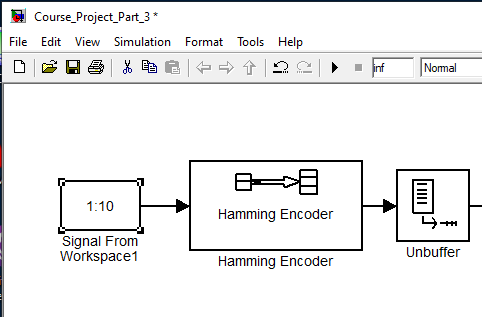 Course_Project_Part_3 *
File Edit View Simulation Format Tools Help
inf Normal
1:10
Signal From
Workspace1
Hamming Encoder
Hamming Encoder
Unbuffer